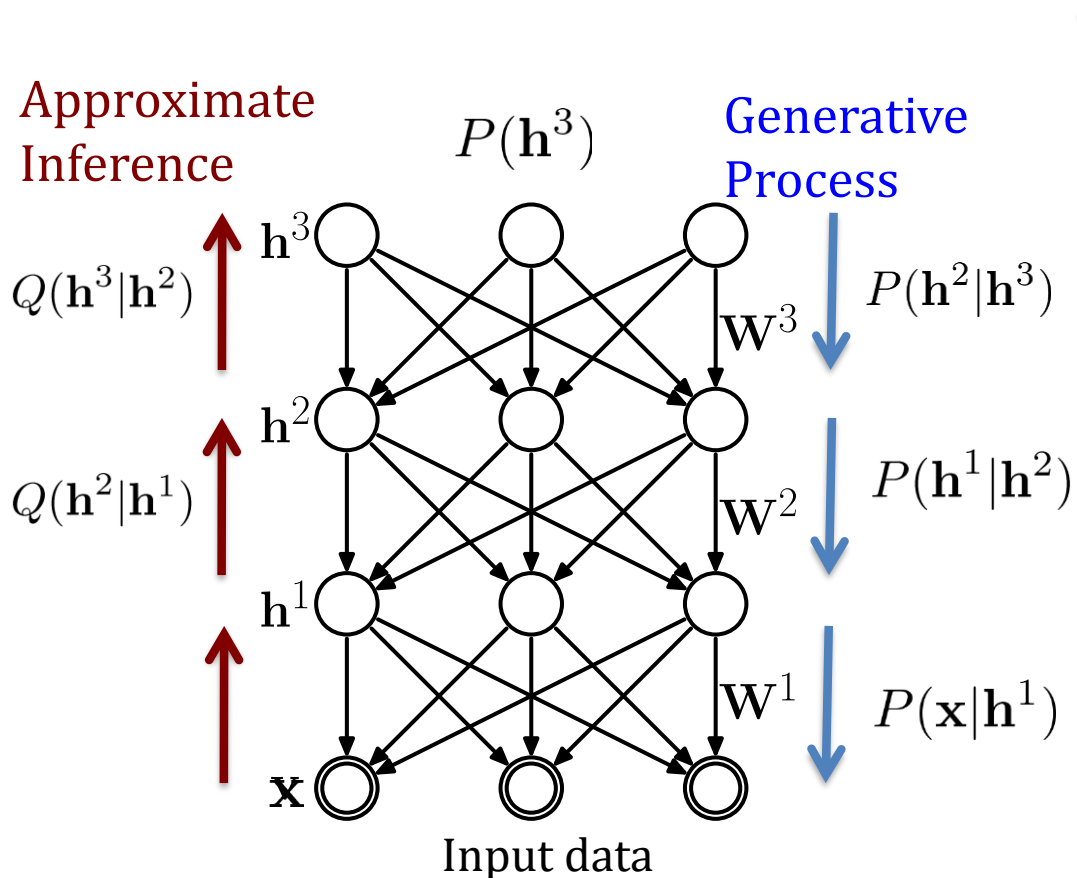 Approximate
Inference
P(h³)
Generative
Process
h³
Q(h³|h²)
P(h²|h³)
W³
h²
Q(h²|h¹)
P(h¹|h²)
W²
h¹
W¹
P(x|h¹)
x
Input data